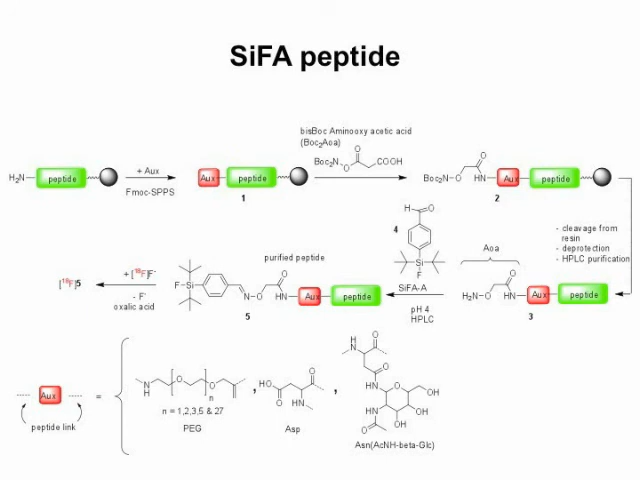 SiFA peptide
bisBoc Aminooxy acetic acid
(Boc₂Aoa)
H₂N
peptide
+ Aux
Fmoc-SPPS
Aux
peptide
1
Boc₂N
O
O
COOH
Boc₂N
O
O
HN
Aux
peptide
2
- cleavage from
resin
- deprotection
- HPLC purification
H
O
4
Si
F
SiFA-A
pH 4
HPLC
Aoa
H₂N
O
O
HN
Aux
peptide
3
purified peptide
F
Si
N
O
O
HN
Aux
peptide
5
+ [¹⁸F]F⁻
- F⁻
oxalic acid
[¹⁸F]5
Aux
peptide link
=
N
H
O
O
n
n = 1,2,3,5 & 27
PEG
,
HO
O
O
HN
Asp
,
H
N
O
O
HN
O
OH
OH
OH
HN
O
Asn(AcNH-beta-Glc)